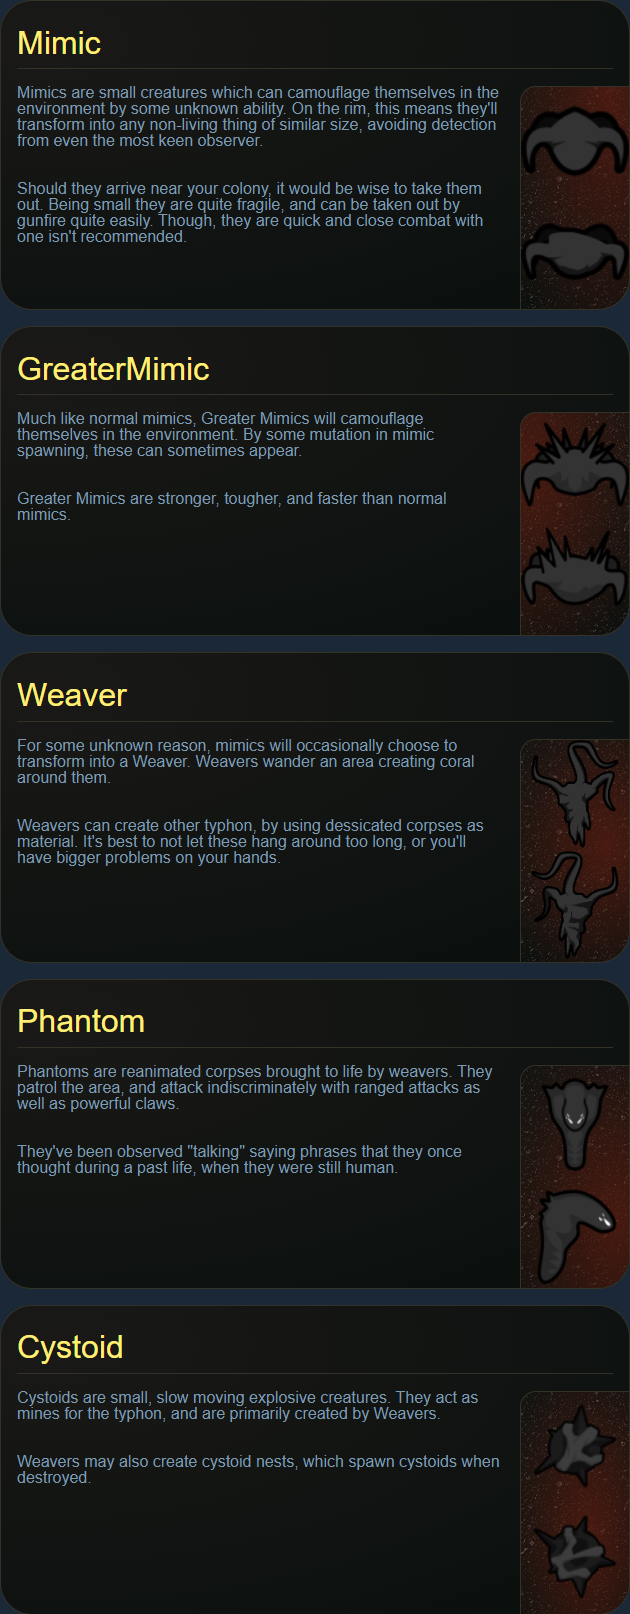 Mimic
Mimics are small creatures which can camouflage themselves in the
environment by some unknown ability. On the rim, this means they'll
transform into any non-living thing of similar size, avoiding detection
from even the most keen observer.
Should they arrive near your colony, it would be wise to take them
out. Being small they are quite fragile, and can be taken out by
gunfire quite easily. Though, they are quick and close combat with
one isn't recommended.
GreaterMimic
Much like normal mimics, Greater Mimics will camouflage
themselves in the environment. By some mutation in mimic
spawning, these can sometimes appear.
Greater Mimics are stronger, tougher, and faster than normal
mimics.
Weaver
For some unknown reason, mimics will occasionally choose to
transform into a Weaver. Weavers wander an area creating coral
around them.
Weavers can create other typhon, by using dessicated corpses as
material. It's best to not let these hang around too long, or you'll
have bigger problems on your hands.
Phantom
Phantoms are reanimated corpses brought to life by weavers. They
patrol the area, and attack indiscriminately with ranged attacks as
well as powerful claws.
They've been observed "talking" saying phrases that they once
thought during a past life, when they were still human.
Cystoid
Cystoids are small, slow moving explosive creatures. They act as
mines for the typhon, and are primarily created by Weavers.
Weavers may also create cystoid nests, which spawn cystoids when
destroyed.